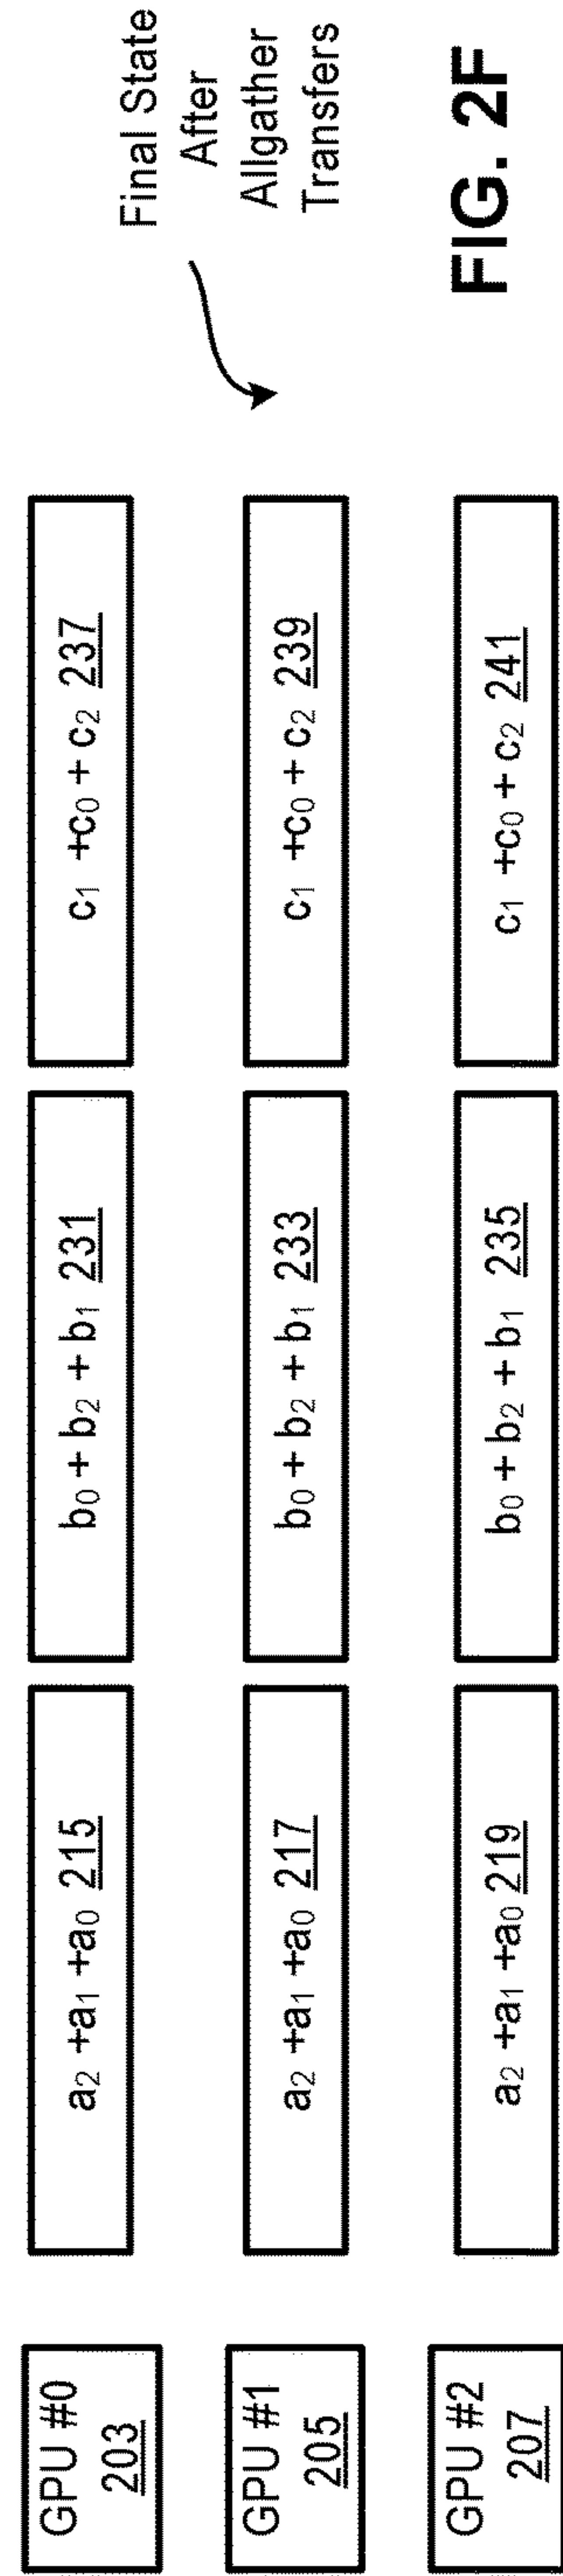 GPU #0
203
a₂ +a₁ +a₀ 215
b₀ + b₂ + b₁ 231
c₁ +c₀ + c₂ 237
GPU #1
205
a₂ +a₁ +a₀ 217
b₀ + b₂ + b₁ 233
c₁ +c₀ + c₂ 239
GPU #2
207
a₂ +a₁ +a₀ 219
b₀ + b₂ + b₁ 235
c₁ +c₀ + c₂ 241
Final State
After
Allgather
Transfers
FIG. 2F